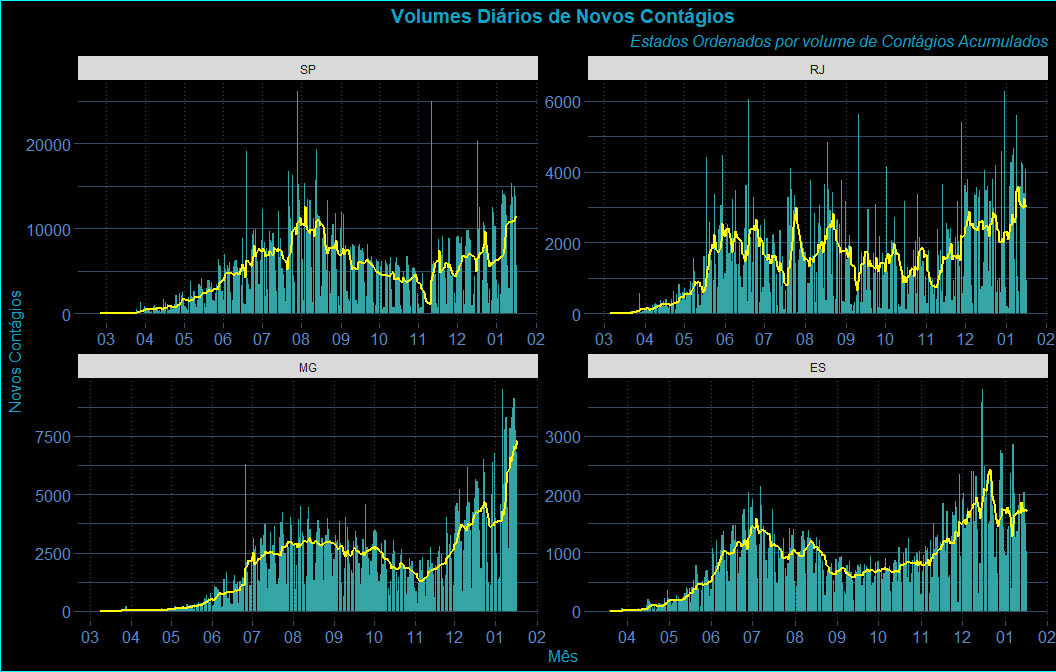 Volumes Diários de Novos Contágios
Estados Ordenados por volume de Contágios Acumulados
SP
RJ
20000
10000
0
6000
4000
2000
0
03 04 05 06 07 08 09 10 11 12 01 02
03 04 05 06 07 08 09 10 11 12 01 02
MG
ES
7500
5000
2500
0
3000
2000
1000
0
03 04 05 06 07 08 09 10 11 12 01 02
04 05 06 07 08 09 10 11 12 01 02
Novos Contágios
Mês